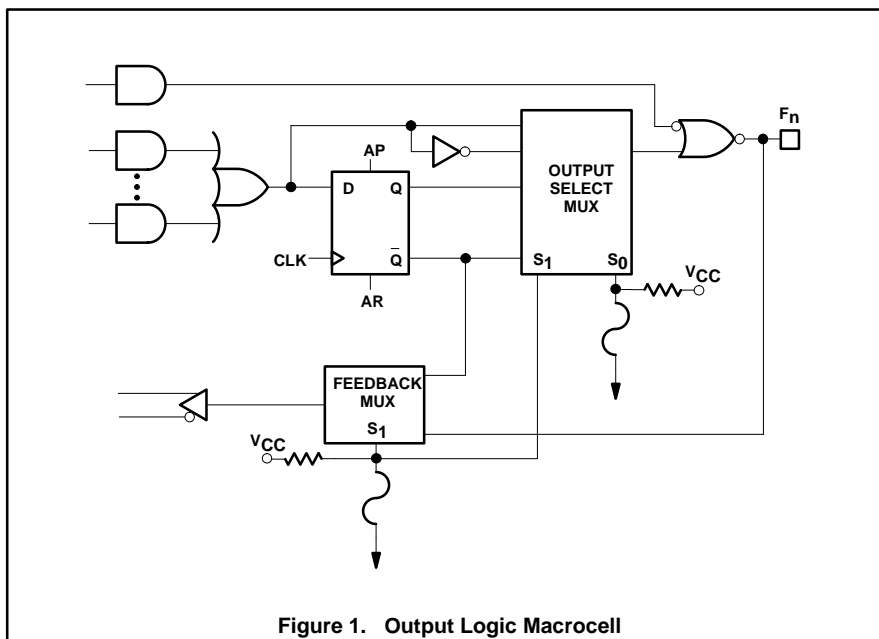 Fn
AP
OUTPUT
SELECT
MUX
D Q
CLK
Q̅
S1 S0
AR
VCC
FEEDBACK
MUX
S1
VCC
Figure 1. Output Logic Macrocell